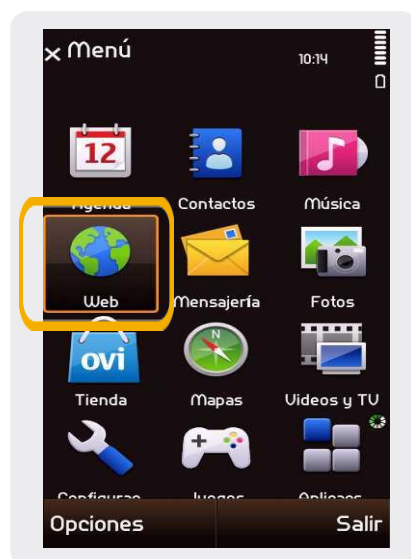 Menú
10:14
12
Contactos Música
Web Mensajería Fotos
N
ovi
Tienda Mapas Videos y TV
Opciones Salir